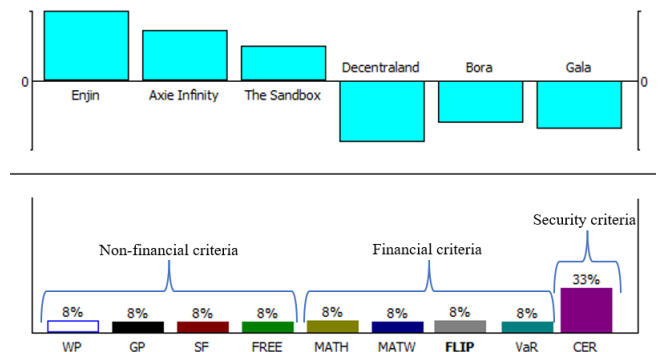 Decentraland Bora Gala
0 0
Enjin Axie Infinity The Sandbox
Security criteria
Non-financial criteria Financial criteria
33%
8% 8% 8% 8% 8% 8% 8% 8%
WP GP SF FREE MATH MATW FLIP VaR CER